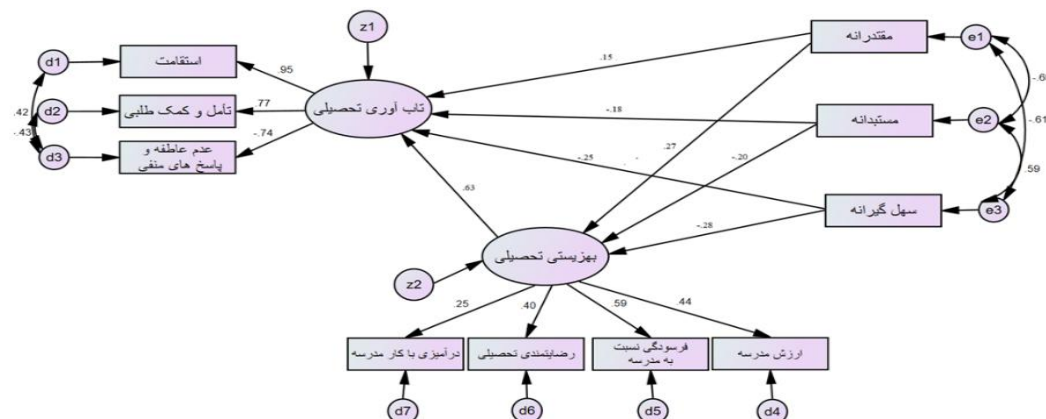 z1
مقتدرانه
e1
d1
استقامت
.95
.15
-.6
.42
d2
تأمل و کمک طلبی
.77
تاب آوری تحصیلی
-.18
مستبدانه
e2
-.61
-.43
d3
عدم عاطفه و
پاسخ های منفی
-.74
-.25
.27
-.20
.59
سهل گیرانه
e3
.63
-.28
بهزیستی تحصیلی
z2
.25
.40
.59
.44
درآمیزی با کار مدرسه
رضایتمندی تحصیلی
فرسودگی نسبت
به مدرسه
ارزش مدرسه
d7
d6
d5
d4